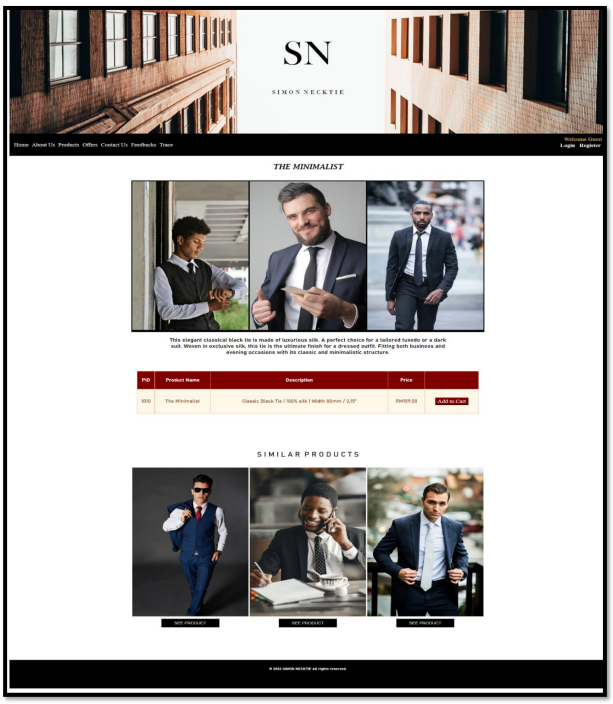 SN
SIMON NECKTIE
Welcome Guest
Home About Us Products Offers Contact Us Feedbacks Trace
Login Register
THE MINIMALIST
This elegant classical black tie is made of luxurious silk. A perfect choice for a tailored tuxedo or a dark
suit. Woven in exclusive silk, this tie is the ultimate finish for a dressed outfit. Fitting both business and
evening occasions with its classic and minimalistic structure.
PID Product Name Description Price
1010 The Minimalist Classic Black Tie | 100% silk | Width 80mm / 3,15" Add to Cart
SIMILAR PRODUCTS
SEE PRODUCT SEE PRODUCT SEE PRODUCT
SIMON NECKTIE All rights reserved